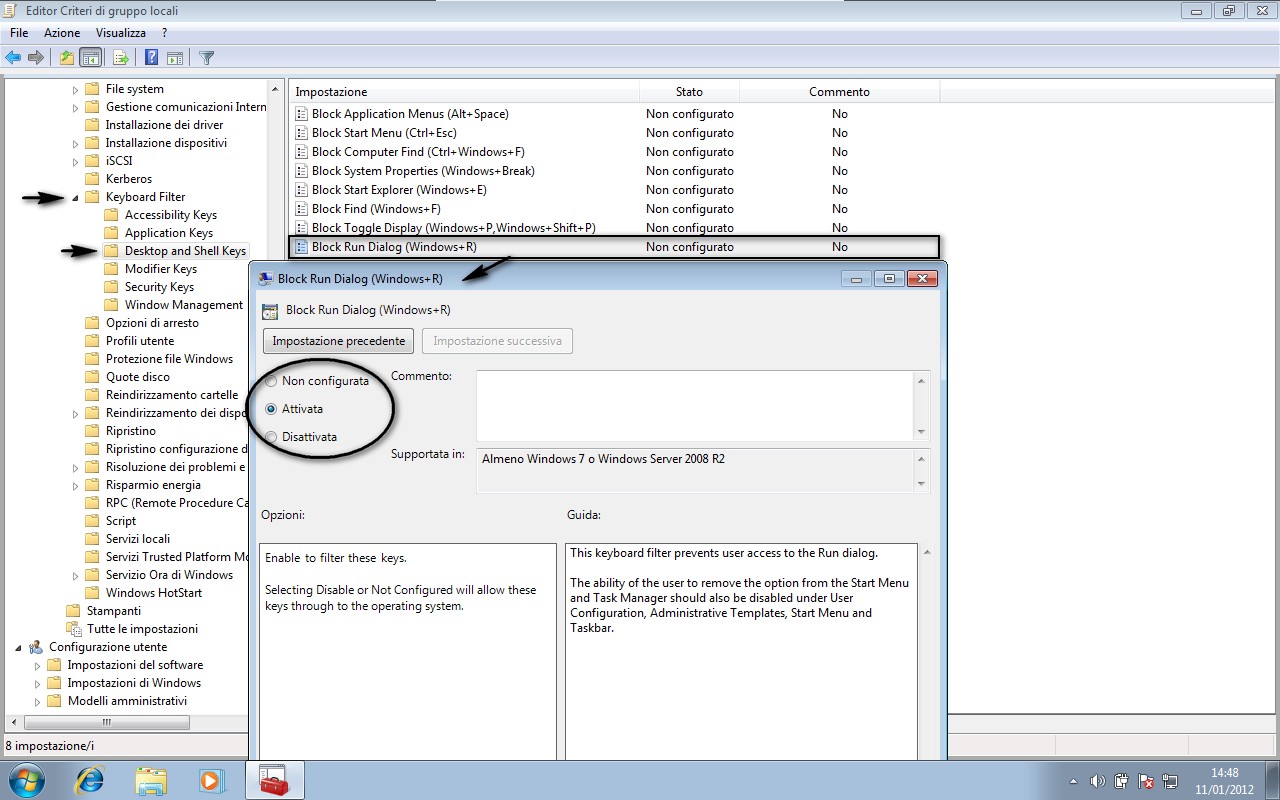 Editor Criteri di gruppo locali
File Azione Visualizza ?
File system
Gestione comunicazioni Intern
Installazione dei driver
Installazione dispositivi
iSCSI
Kerberos
Keyboard Filter
Accessibility Keys
Application Keys
Desktop and Shell Keys
Modifier Keys
Security Keys
Window Management
Opzioni di arresto
Profili utente
Protezione file Windows
Quote disco
Reindirizzamento cartelle
Reindirizzamento dei dispo
Ripristino
Ripristino configurazione d
Risoluzione dei problemi e
Risparmio energia
RPC (Remote Procedure Ca
Script
Servizi locali
Servizi Trusted Platform Mo
Servizio Ora di Windows
Windows HotStart
Stampanti
Tutte le impostazioni
Configurazione utente
Impostazioni del software
Impostazioni di Windows
Modelli amministrativi
8 impostazione/i
Impostazione Stato Commento
Block Application Menus (Alt+Space) Non configurato No
Block Start Menu (Ctrl+Esc) Non configurato No
Block Computer Find (Ctrl+Windows+F) Non configurato No
Block System Properties (Windows+Break) Non configurato No
Block Start Explorer (Windows+E) Non configurato No
Block Find (Windows+F) Non configurato No
Block Toggle Display (Windows+P,Windows+Shift+P) Non configurato No
Block Run Dialog (Windows+R) Non configurato No
Block Run Dialog (Windows+R)
Block Run Dialog (Windows+R)
Impostazione precedente Impostazione successiva
Non configurata
Attivata
Disattivata
Commento:
Supportata in:
Almeno Windows 7 o Windows Server 2008 R2
Opzioni:
Enable to filter these keys.
Selecting Disable or Not Configured will allow these
keys through to the operating system.
Guida:
This keyboard filter prevents user access to the Run dialog.
The ability of the user to remove the option from the Start Menu
and Task Manager should also be disabled under User
Configuration, Administrative Templates, Start Menu and
Taskbar.
14:48
11/01/2012